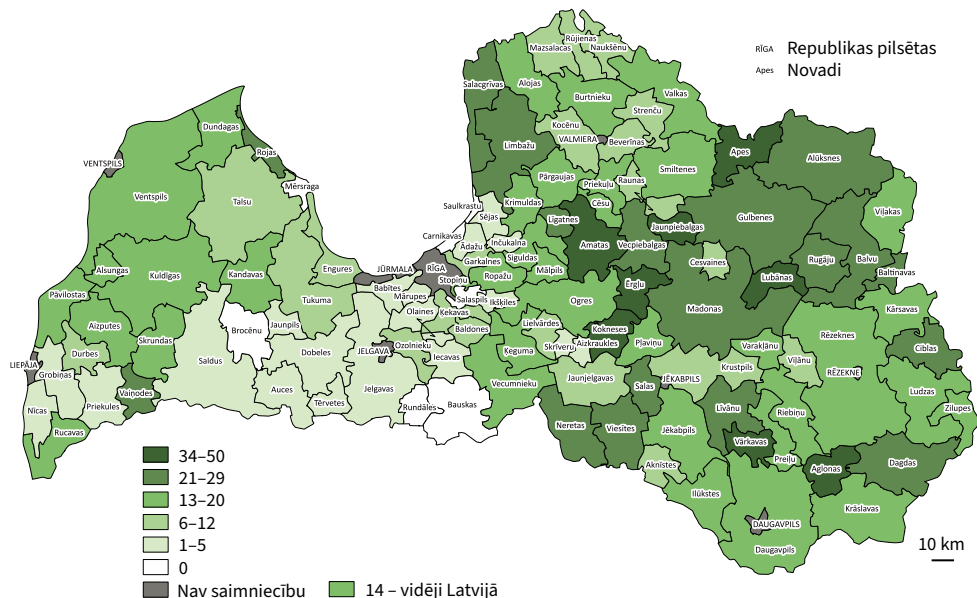 RĪGA Republikas pilsētas
Apes Novadi
Rūjienas
Mazsalacas
Naukšēnu
Salacgrīvas
Alojas
Burtnieku
Valkas
Strenču
Kocēnu
Dundagas
Limbažu
VALMIERA
Beverīnas
Apes
Alūksnes
VENTSPILS
Rojas
Pārgaujas
Priekuļu
Raunas
Smiltenes
Mērsraga
Ventspils
Talsu
Saulkrastu
Krimuldas
Cēsu
Sējas
Līgatnes
Jaunpiebalgas
Gulbenes
Viļakas
Carnikavas
Ādažu
Inčukalna
Amatas
Vecpiebalgas
Siguldas
Rugāju
Balvu
Alsungas
Kuldīgas
Kandavas
Engures
JŪRMALA
RĪGA
Garkalnes
Mālpils
Cesvaines
Baltinavas
Stopiņu
Ropažu
Lubānas
Babītes
Ērgļu
Pāvilostas
Tukuma
Mārupes
Salaspils
Ikšķiles
Ogres
Madonas
Kārsavas
Olaines
Ķekavas
Aizputes
Brocēnu
Jaunpils
Baldones
Lielvārdes
Kokneses
Rēzeknes
Skrundas
Ozolnieku
Skrīveru
Aizkraukles
Pļaviņu
Varakļānu
Ciblas
Durbes
Saldus
Dobeles
JELGAVA
Ķeguma
Viļānu
LIEPĀJA
Iecavas
Krustpils
RĒZEKNE
Grobiņas
Jaunjelgavas
JĒKABPILS
Vaiņodes
Auces
Jelgavas
Vecumnieku
Salas
Ludzas
Nīcas
Priekules
Tērvetes
Rundāles
Bauskas
Līvānu
Riebiņu
Zilupes
Rucavas
Neretas
Viesītes
Jēkabpils
Vārkavas
Preiļu
Aknīstes
Aglonas
Dagdas
Ilūkstes
Krāslavas
DAUGAVPILS
Daugavpils
34–50
21–29
13–20
6–12
1–5
0
Nav saimniecību
14 – vidēji Latvijā
10 km